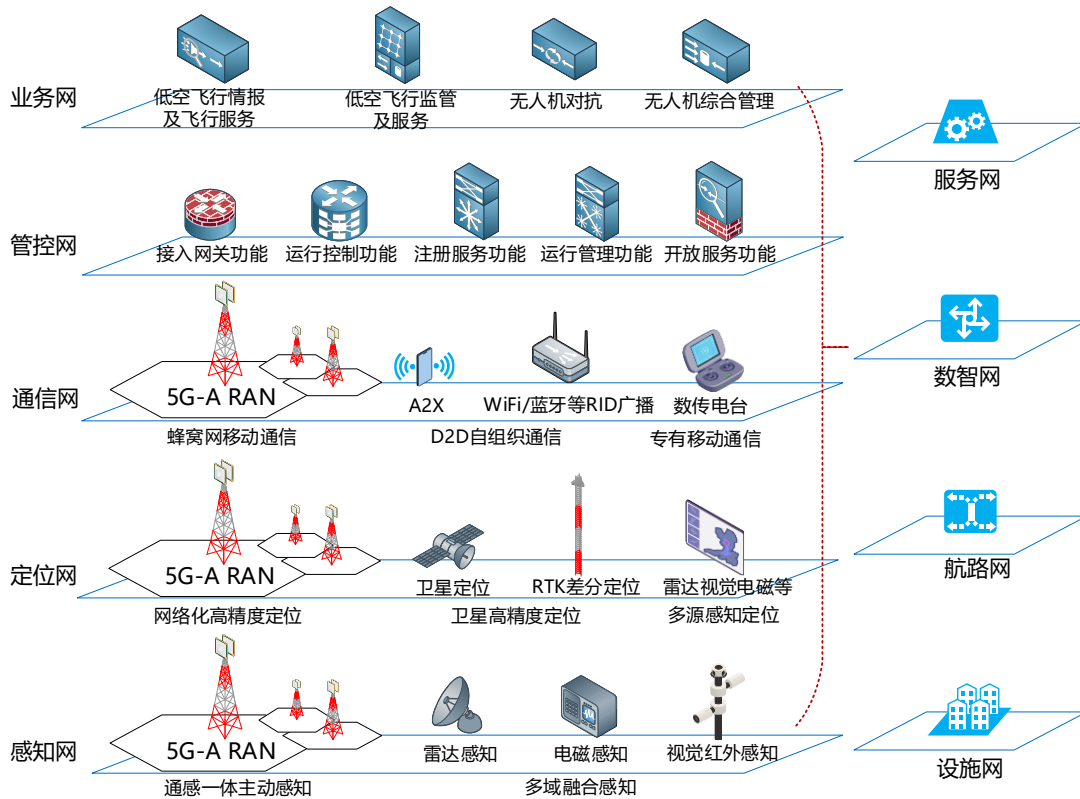 业务网
低空飞行情报
及飞行服务
低空飞行监管
及服务
无人机对抗
无人机综合管理
服务网
管控网
接入网关功能
运行控制功能
注册服务功能
运行管理功能
开放服务功能
数智网
通信网
5G-A RAN
A2X
WiFi/蓝牙等RID广播
数传电台
蜂窝网移动通信
D2D自组织通信
专有移动通信
航路网
定位网
5G-A RAN
卫星定位
RTK差分定位
雷达视觉电磁等
网络化高精度定位
卫星高精度定位
多源感知定位
感知网
5G-A RAN
雷达感知
电磁感知
视觉红外感知
通感一体主动感知
多域融合感知
设施网